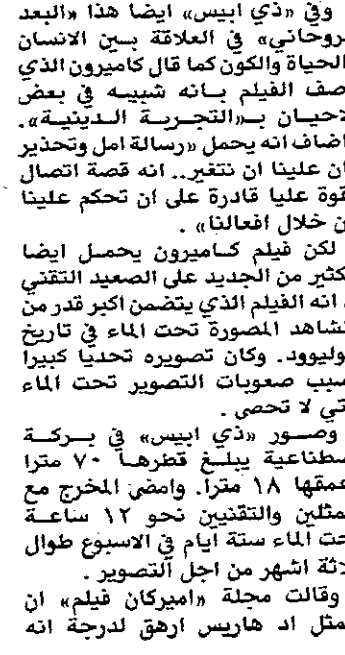 وفي «ذي ابيس» ايضا هذا «البعد
روحاني» في العلاقة بين الانسان
الحياة والكون كما قال كاميرون الذي
صف الفيلم بانه شبيه في بعض
لاحيان بـ«التجربة الدينية».
اضاف انه يحمل «رسالة امل وتحذير
ان علينا ان نتغير.. انه قصة اتصال
قوة عليا قادرة على ان تحكم علينا
ن خلال افعالنا».
لكن فيلم كاميرون يحمل ايضا
كثير من الجديد على الصعيد التقني
انه الفيلم الذي يتضمن اكبر قدر من
شاهد المصورة تحت الماء في تاريخ
وليوود. وكان تصويره تحديا كبيرا
سبب صعوبات التصوير تحت الماء
تي لا تحصى.
وصور «ذي ابيس» في بركة
صطناعية يبلغ قطرها ٧٠ مترا
عمقها ١٨ مترا. وامضى المخرج مع
مثلين والتقنيين نحو ١٢ ساعة
حت الماء ستة ايام في الاسبوع طوال
لاثة اشهر من اجل التصوير.
وقالت مجلة «اميركان فيلم» ان
مثل اد هاريس ارهق لدرجة انه